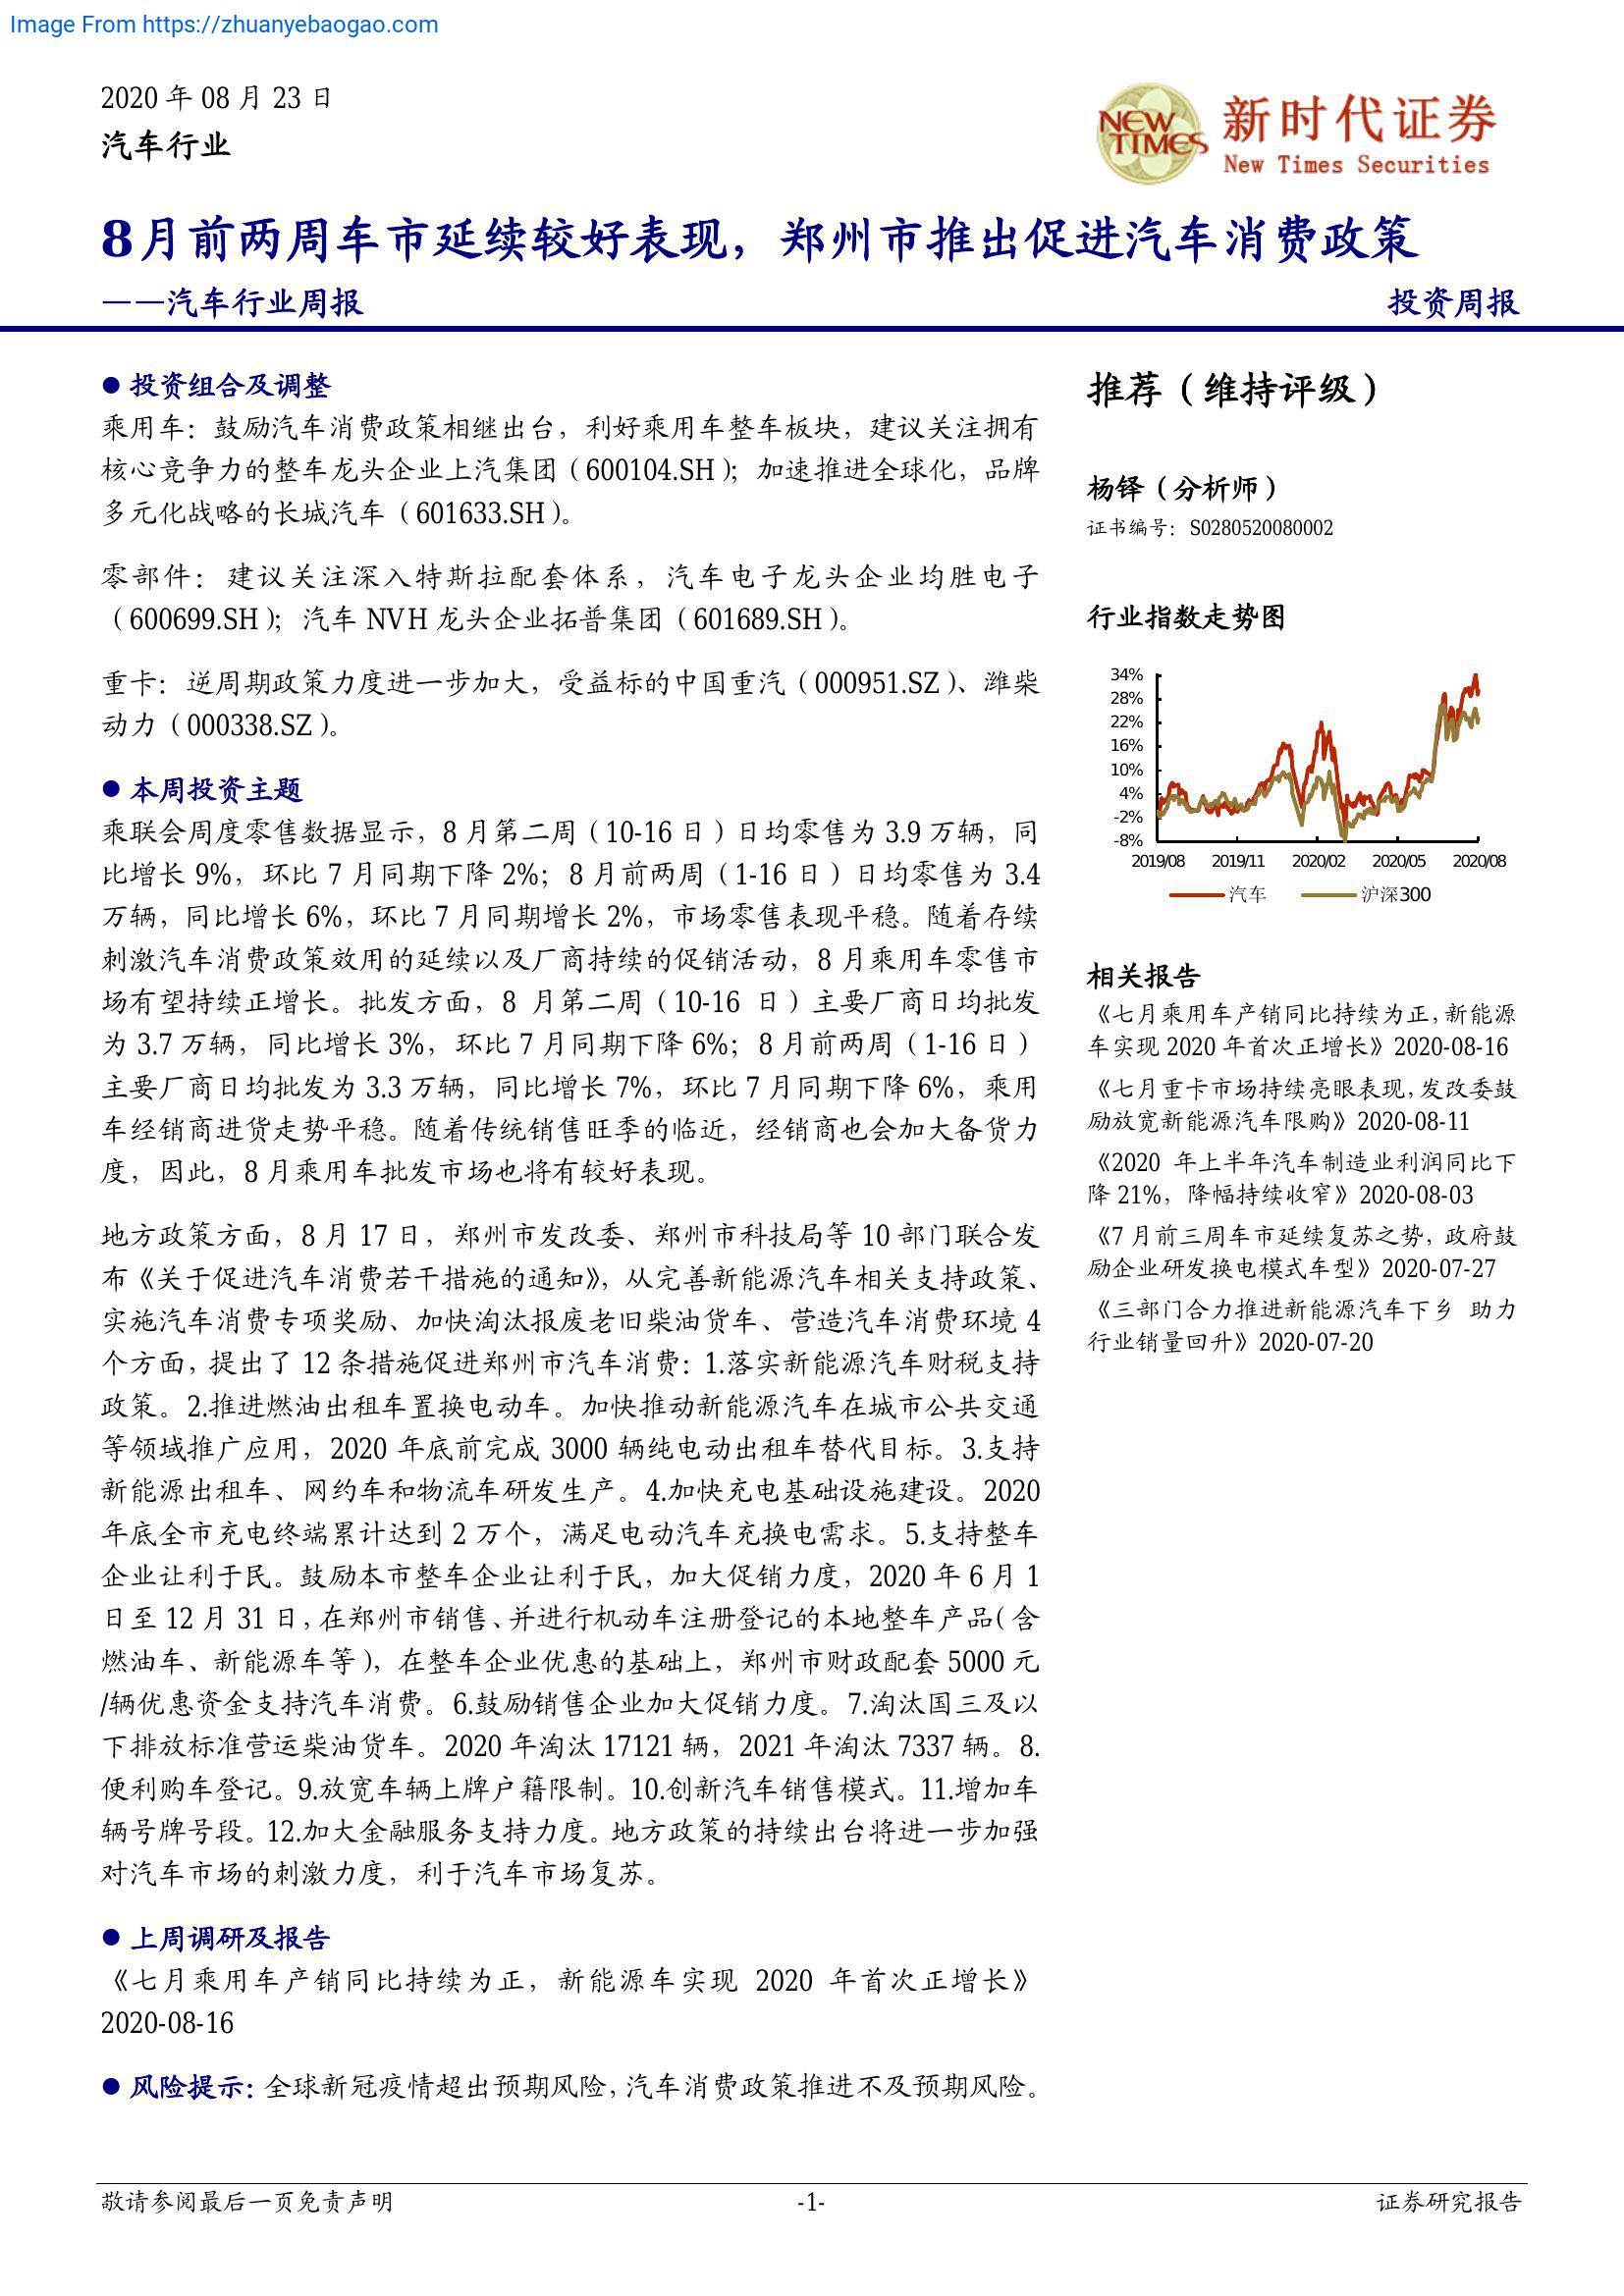 Image From https://zhuanyebaogao.com
2020 年 08 月 23 日
汽车行业
NEW TIMES
新时代证券
New Times Securities
8月前两周车市延续较好表现，郑州市推出促进汽车消费政策
——汽车行业周报
投资周报
● 投资组合及调整
乘用车：鼓励汽车消费政策相继出台，利好乘用车整车板块，建议关注拥有
核心竞争力的整车龙头企业上汽集团（600104.SH）；加速推进全球化，品牌
多元化战略的长城汽车（601633.SH）。
零部件：建议关注深入特斯拉配套体系，汽车电子龙头企业均胜电子
（600699.SH）；汽车 NVH 龙头企业拓普集团（601689.SH）。
重卡：逆周期政策力度进一步加大，受益标的中国重汽（000951.SZ）、潍柴
动力（000338.SZ）。
● 本周投资主题
乘联会周度零售数据显示，8 月第二周（10-16 日）日均零售为 3.9 万辆，同
比增长 9%，环比 7 月同期下降 2%；8 月前两周（1-16 日）日均零售为 3.4
万辆，同比增长 6%，环比 7 月同期增长 2%，市场零售表现平稳。随着存续
刺激汽车消费政策效用的延续以及厂商持续的促销活动，8 月乘用车零售市
场有望持续正增长。批发方面，8 月第二周（10-16 日）主要厂商日均批发
为 3.7 万辆，同比增长 3%，环比 7 月同期下降 6%；8 月前两周（1-16 日）
主要厂商日均批发为 3.3 万辆，同比增长 7%，环比 7 月同期下降 6%，乘用
车经销商进货走势平稳。随着传统销售旺季的临近，经销商也会加大备货力
度，因此，8 月乘用车批发市场也将有较好表现。
地方政策方面，8 月 17 日，郑州市发改委、郑州市科技局等 10 部门联合发
布《关于促进汽车消费若干措施的通知》，从完善新能源汽车相关支持政策、
实施汽车消费专项奖励、加快淘汰报废老旧柴油货车、营造汽车消费环境 4
个方面，提出了 12 条措施促进郑州市汽车消费：1.落实新能源汽车财税支持
政策。2.推进燃油出租车置换电动车。加快推动新能源汽车在城市公共交通
等领域推广应用，2020 年底前完成 3000 辆纯电动出租车替代目标。3.支持
新能源出租车、网约车和物流车研发生产。4.加快充电基础设施建设。2020
年底全市充电终端累计达到 2 万个，满足电动汽车充换电需求。5.支持整车
企业让利于民。鼓励本市整车企业让利于民，加大促销力度，2020 年 6 月 1
日至 12 月 31 日，在郑州市销售、并进行机动车注册登记的本地整车产品（含
燃油车、新能源车等），在整车企业优惠的基础上，郑州市财政配套 5000 元
/辆优惠资金支持汽车消费。6.鼓励销售企业加大促销力度。7.淘汰国三及以
下排放标准营运柴油货车。2020 年淘汰 17121 辆，2021 年淘汰 7337 辆。8.
便利购车登记。9.放宽车辆上牌户籍限制。10.创新汽车销售模式。11.增加车
辆号牌号段。12.加大金融服务支持力度。地方政策的持续出台将进一步加强
对汽车市场的刺激力度，利于汽车市场复苏。
● 上周调研及报告
《七月乘用车产销同比持续为正，新能源车实现 2020 年首次正增长》
2020-08-16
● 风险提示：全球新冠疫情超出预期风险，汽车消费政策推进不及预期风险。
推荐（维持评级）
杨铎（分析师）
证书编号：S0280520080002
行业指数走势图
34%
28%
22%
16%
10%
4%
-2%
-8%
2019/08 2019/11 2020/02 2020/05 2020/08
汽车 沪深300
相关报告
《七月乘用车产销同比持续为正，新能源
车实现 2020 年首次正增长》2020-08-16
《七月重卡市场持续亮眼表现，发改委鼓
励放宽新能源汽车限购》2020-08-11
《2020 年上半年汽车制造业利润同比下
降 21%，降幅持续收窄》2020-08-03
《7 月前三周车市延续复苏之势，政府鼓
励企业研发换电模式车型》2020-07-27
《三部门合力推进新能源汽车下乡 助力
行业销量回升》2020-07-20
敬请参阅最后一页免责声明
-1-
证券研究报告